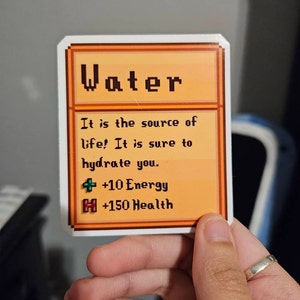 Water
It is the source of
life! It is sure to
hydrate you.
+10 Energy
+150 Health